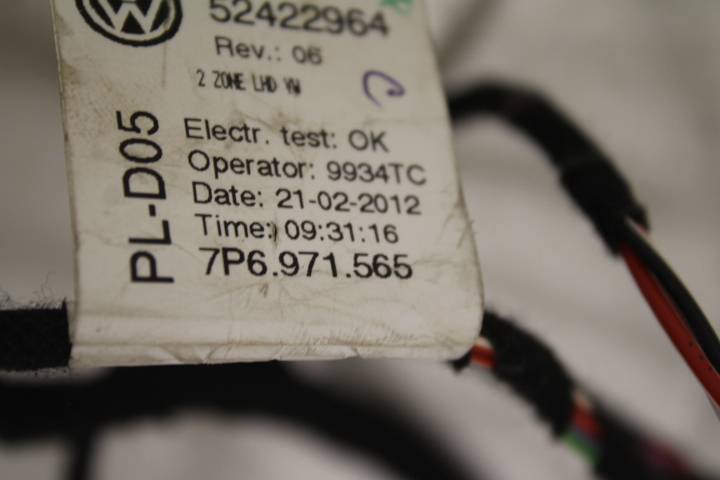 52422964
Rev.: 06
2 ZONE LHD VW
Electr. test: OK
Operator: 9934TC
Date: 21-02-2012
Time: 09:31:16
7P6.971.565
PL-D05